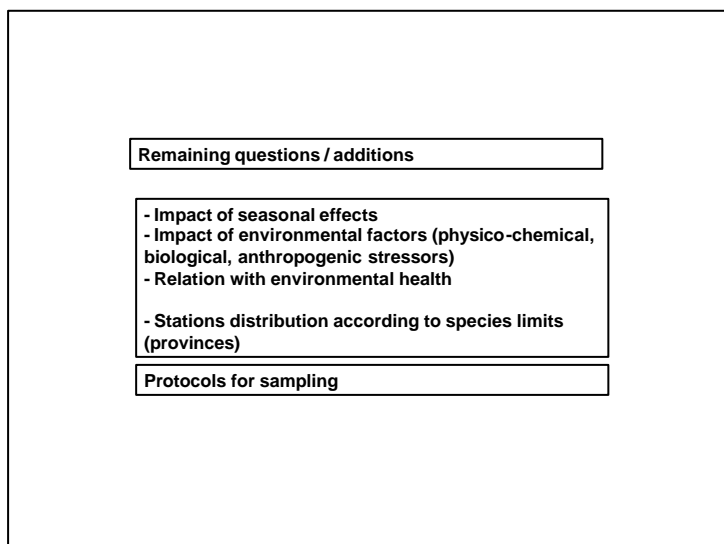 Remaining questions / additions
- Impact of seasonal effects
- Impact of environmental factors (physico-chemical,
biological, anthropogenic stressors)
- Relation with environmental health
- Stations distribution according to species limits
(provinces)
Protocols for sampling